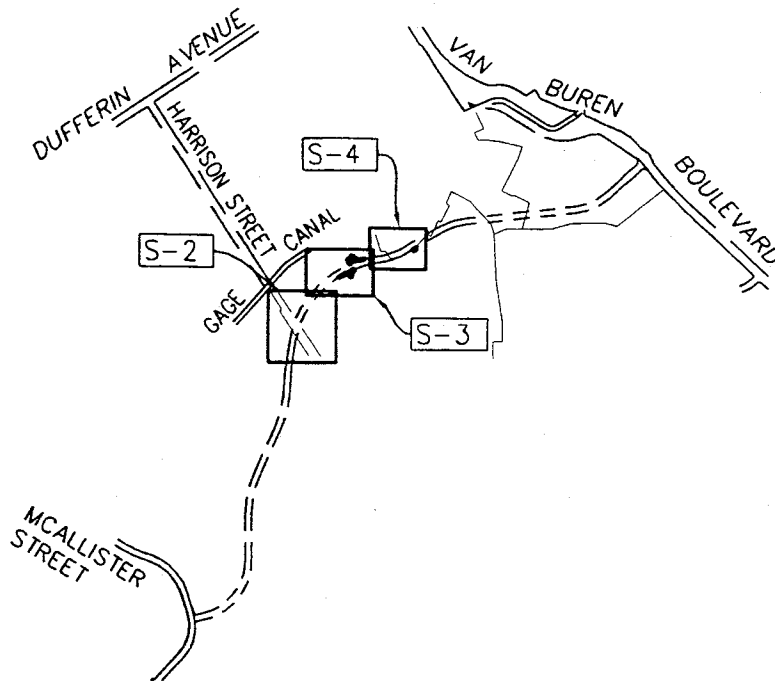 DUFFERIN AVENUE
VAN BUREN BOULEVARD
HARRISON STREET
S-4
S-2
GAGE CANAL
S-3
MCALLISTER
STREET